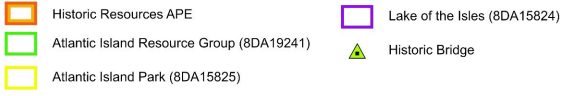 Historic Resources APE
Atlantic Island Resource Group (8DA19241)
Atlantic Island Park (8DA15825)
Lake of the Isles (8DA15824)
Historic Bridge